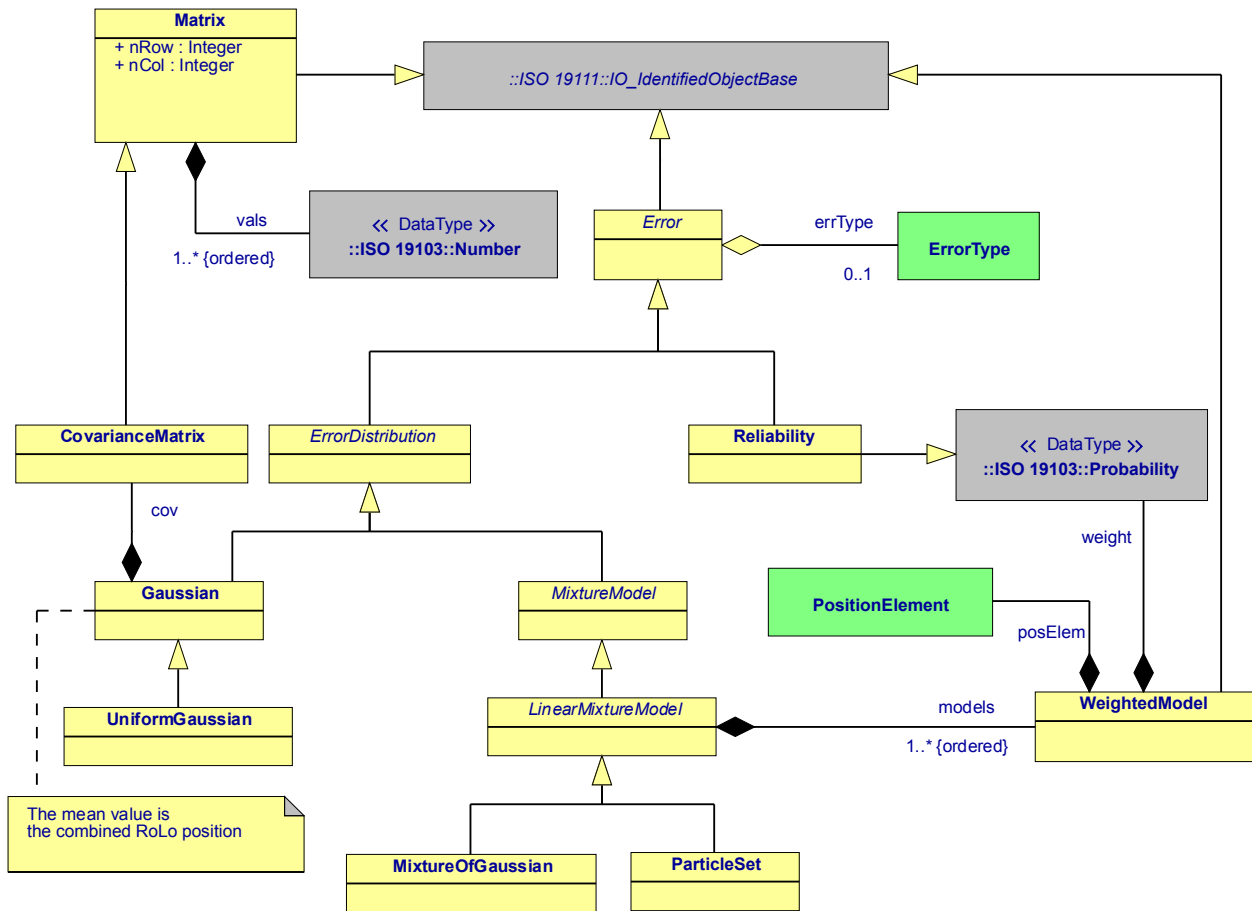 Matrix
+ nRow : Integer
+ nCol : Integer
::ISO 19111::IO_IdentifiedObjectBase
vals
1..* {ordered}
<< DataType >>
::ISO 19103::Number
Error
errType
0..1
ErrorType
CovarianceMatrix
ErrorDistribution
Reliability
<< DataType >>
::ISO 19103::Probability
cov
weight
Gaussian
MixtureModel
PositionElement
posElem
UniformGaussian
LinearMixtureModel
models
1..* {ordered}
WeightedModel
The mean value is
the combined RoLo position
MixtureOfGaussian
ParticleSet